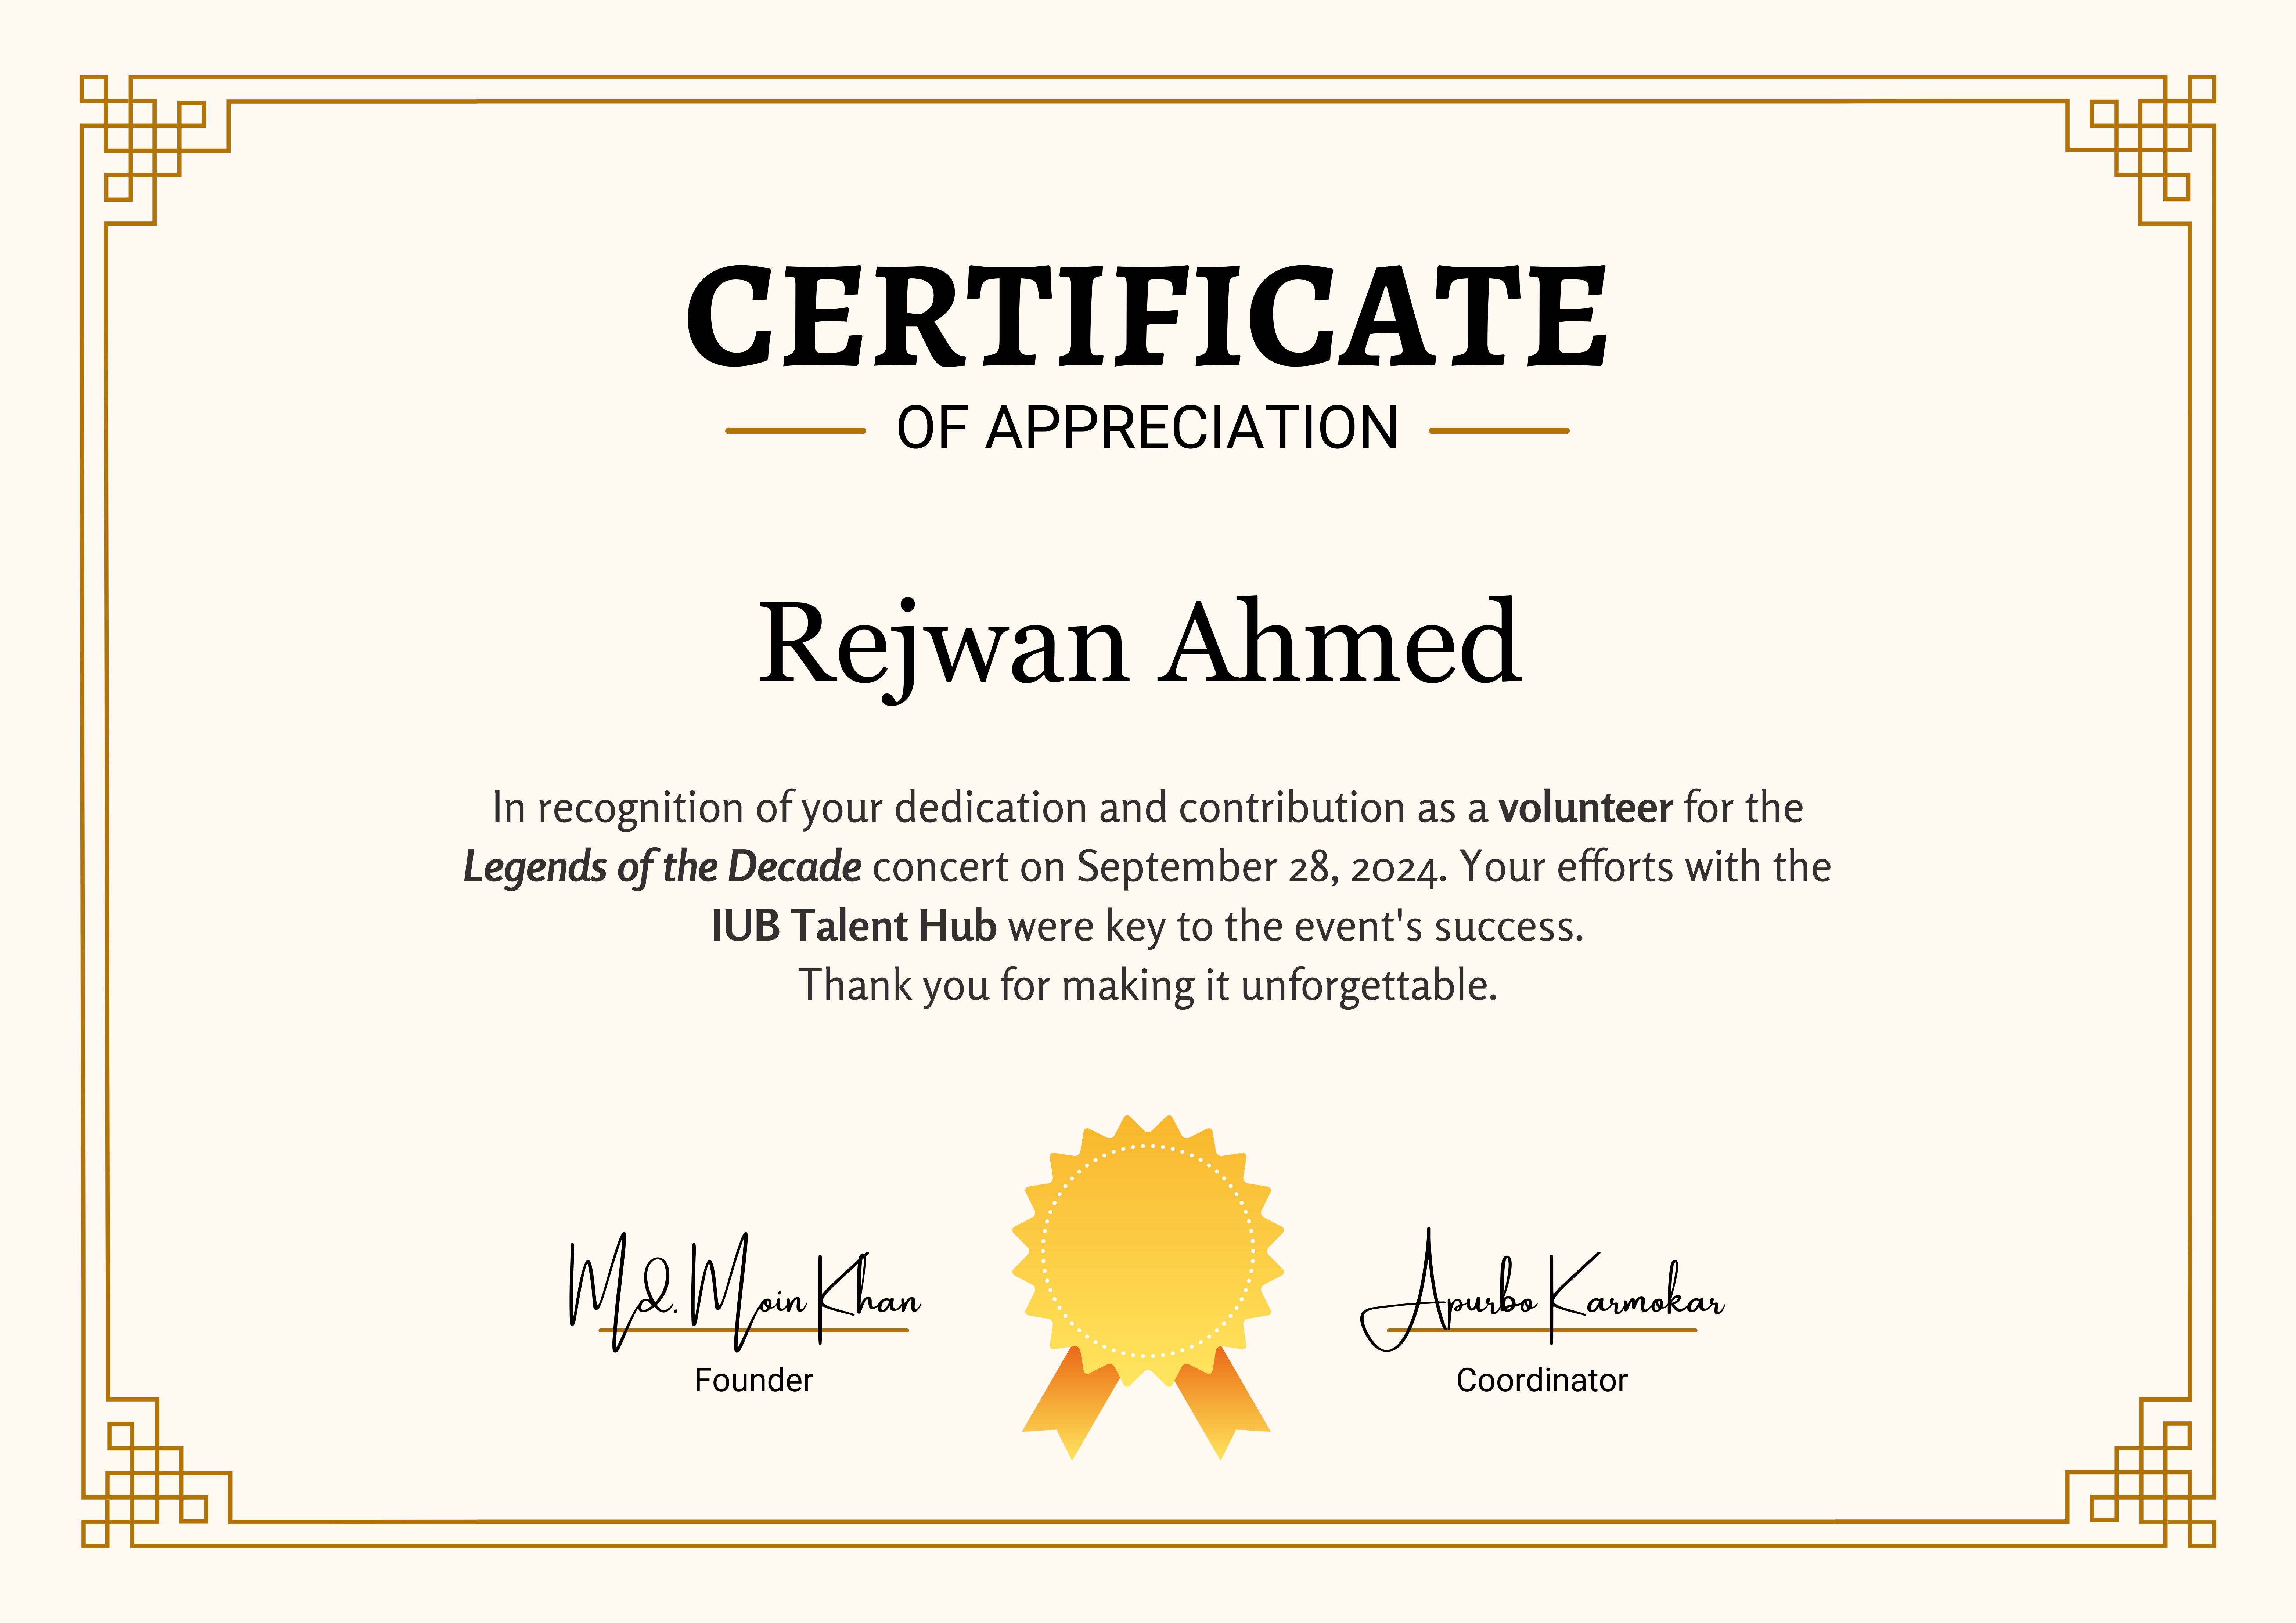 CERTIFICATE
OF APPRECIATION
Rejwan Ahmed
In recognition of your dedication and contribution as a volunteer for the
Legends of the Decade concert on September 28, 2024. Your efforts with the
IUB Talent Hub were key to the event's success.
Thank you for making it unforgettable.
Md. Moin Khan
Founder
Apurbo Karmokar
Coordinator